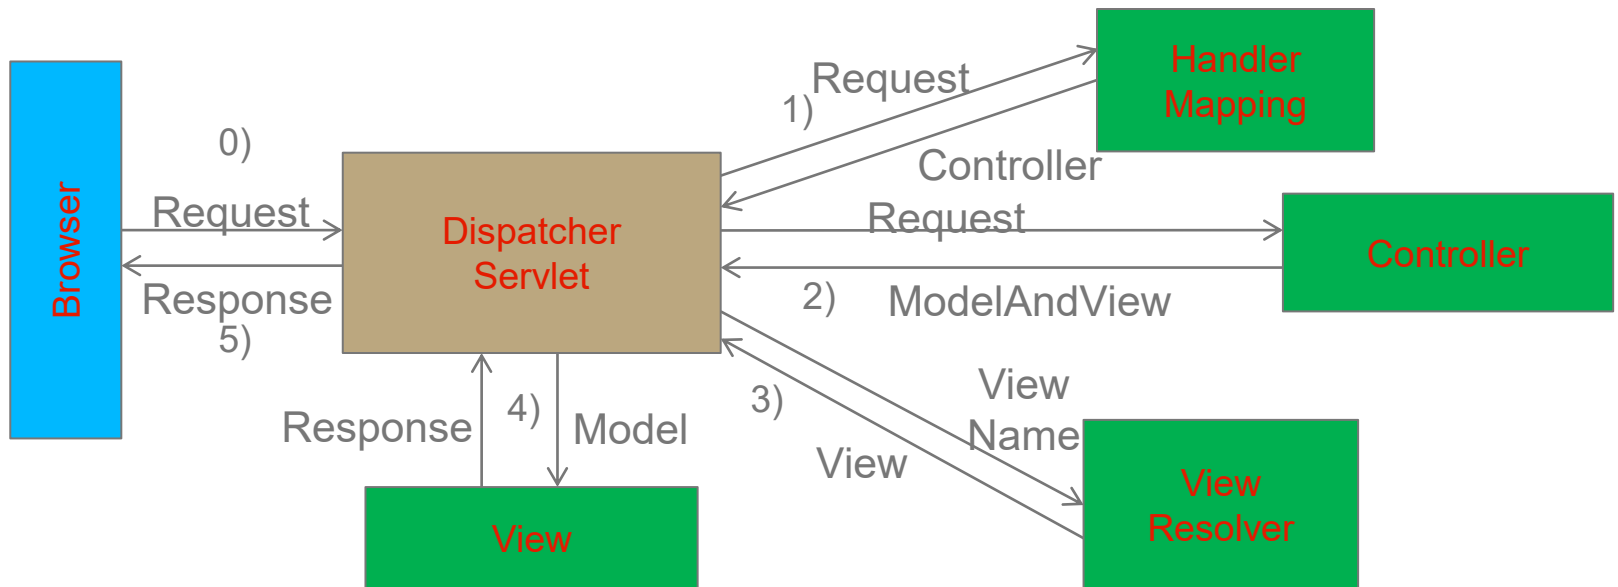 Browser
0)
Request
Response
5)
Dispatcher
Servlet
Request
1)
Controller
Handler
Mapping
Request
2)
ModelAndView
Controller
3)
View
Name
View
View
Resolver
Response
4)
Model
View